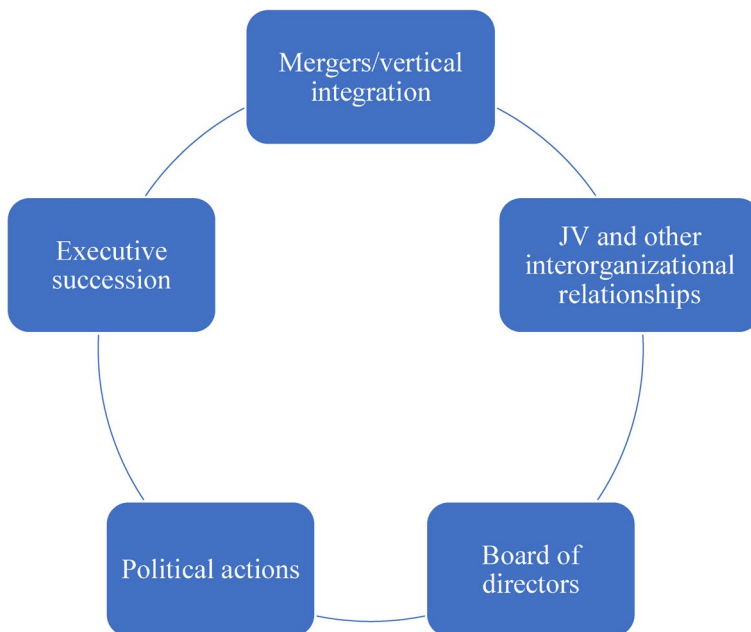 Mergers/vertical
integration
JV and other
interorganizational
relationships
Board of
directors
Political actions
Executive
succession